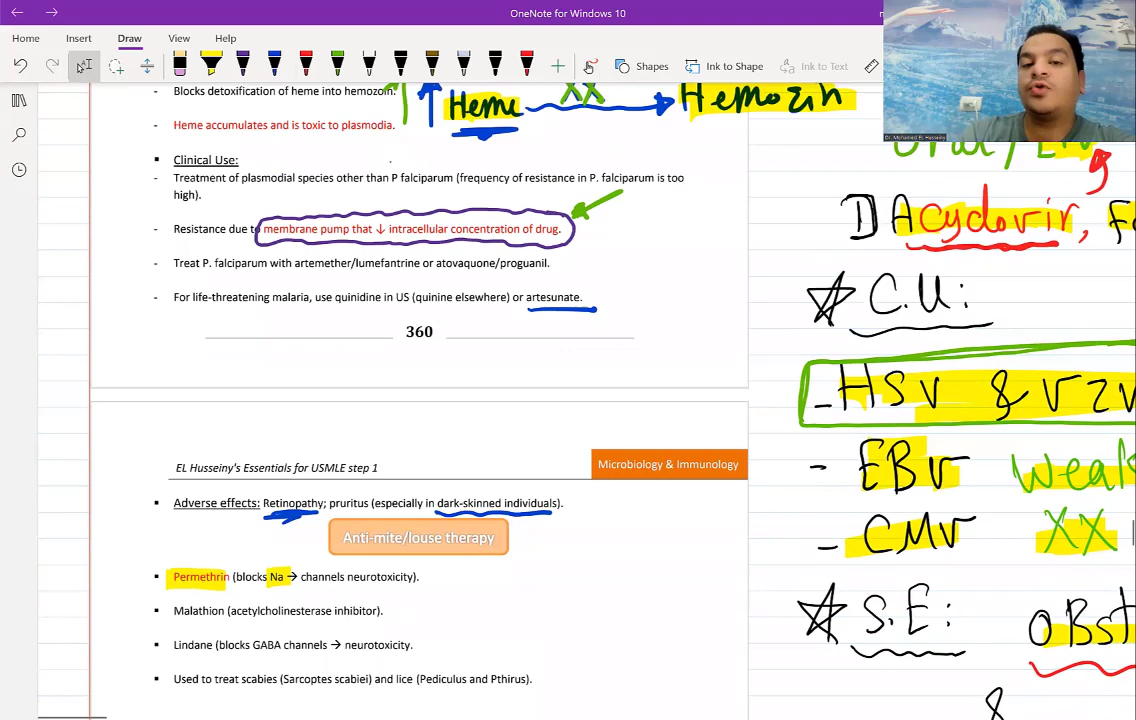 OneNote for Windows 10
Home Insert Draw View Help
Shapes Ink to Shape Ink to Text
Dr. Mohamed EL Husseiny
- Blocks detoxification of heme into hemozoin.
Heme XX Hemozin
- Heme accumulates and is toxic to plasmodia.
▪ Clinical Use:
- Treatment of plasmodial species other than P falciparum (frequency of resistance in P. falciparum is too
high).
- Resistance due to membrane pump that ↓ intracellular concentration of drug.
- Treat P. falciparum with artemether/lumefantrine or atovaquone/proguanil.
- For life-threatening malaria, use quinidine in US (quinine elsewhere) or artesunate.
360
EL Husseiny's Essentials for USMLE step 1
Microbiology & Immunology
▪ Adverse effects: Retinopathy; pruritus (especially in dark-skinned individuals).
Anti-mite/louse therapy
▪ Permethrin (blocks Na → channels neurotoxicity).
▪ Malathion (acetylcholinesterase inhibitor).
▪ Lindane (blocks GABA channels → neurotoxicity.
▪ Used to treat scabies (Sarcoptes scabiei) and lice (Pediculus and Pthirus).
Oral/
① Acyclovir,
☆ C.U:
- HSV & VZV
- EBV Weak
- CMV XX
☆ S.E: OBst
&